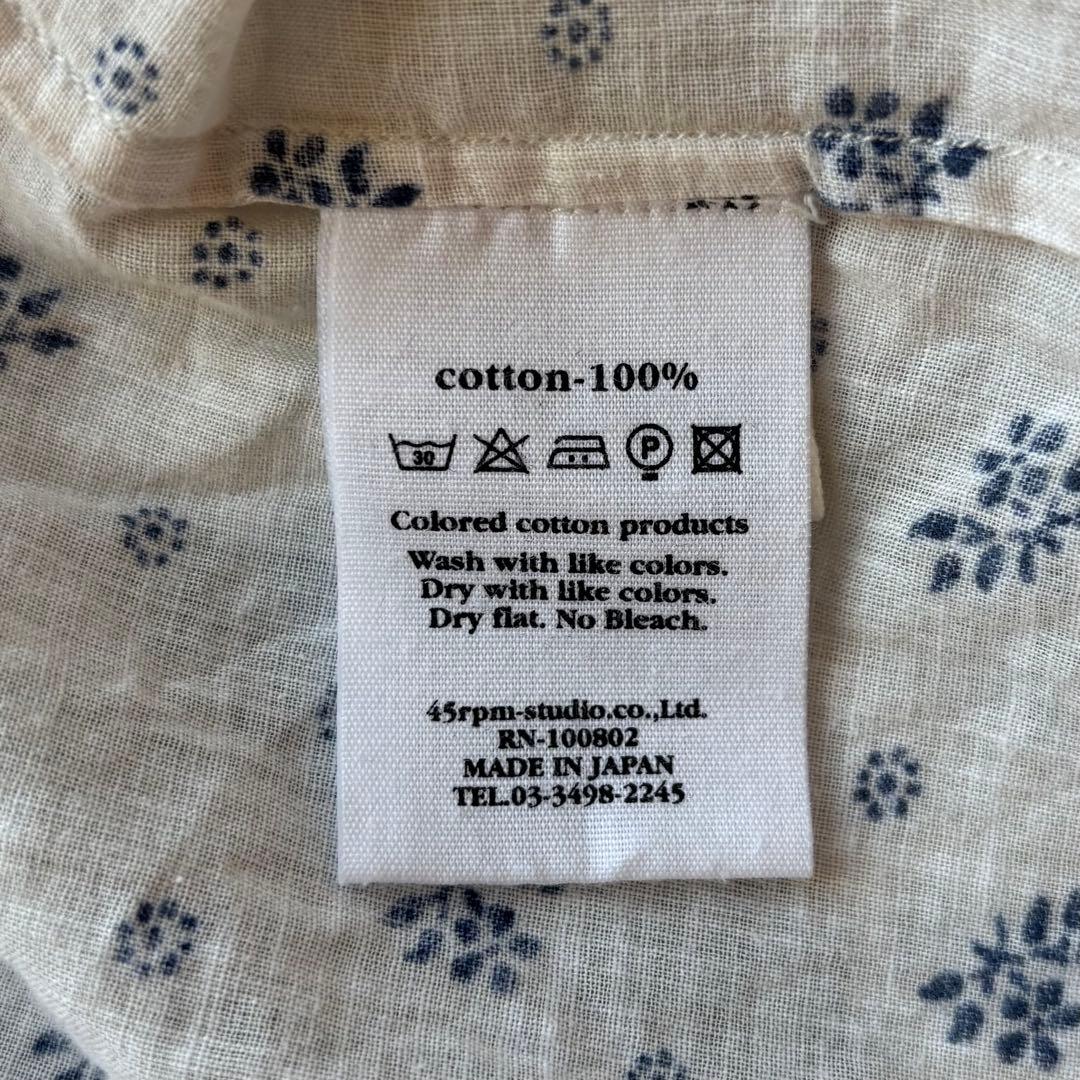 cotton-100%
30 P
Colored cotton products
Wash with like colors.
Dry with like colors.
Dry flat. No Bleach.
45rpm-studio.co.,Ltd.
RN-100802
MADE IN JAPAN
TEL.03-3498-2245